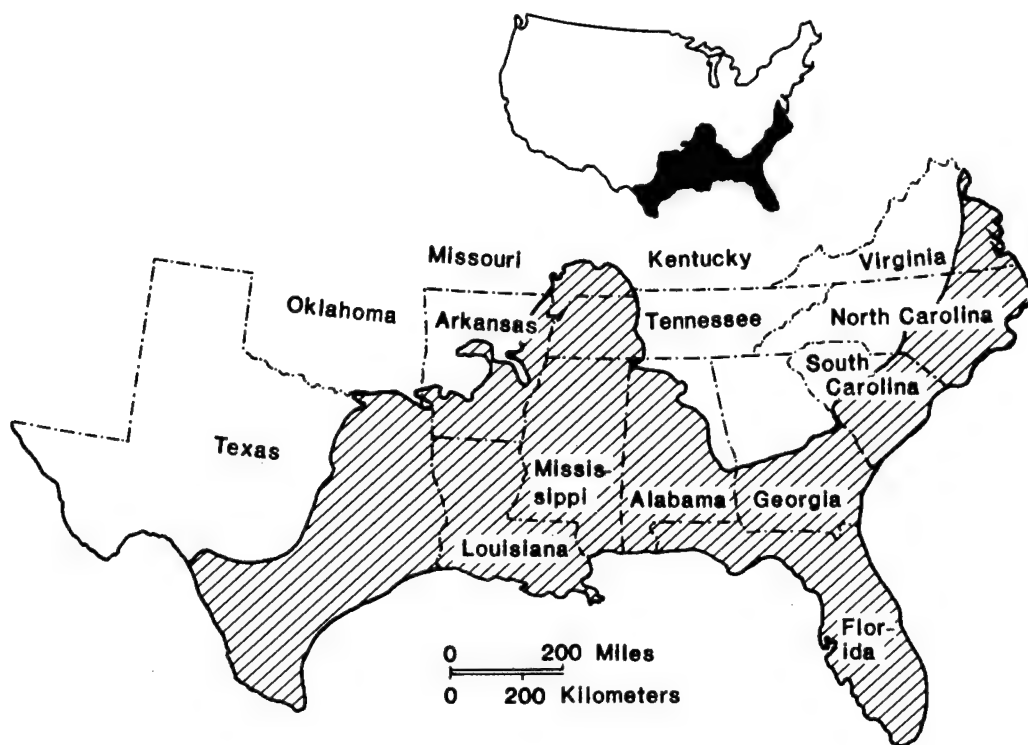 Missouri
Kentucky
Virginia
Oklahoma
Arkansas
Tennessee
North Carolina
South
Carolina
Texas
Missis-
sippi
Alabama
Georgia
Louisiana
Flor-
ida
0 200 Miles
0 200 Kilometers